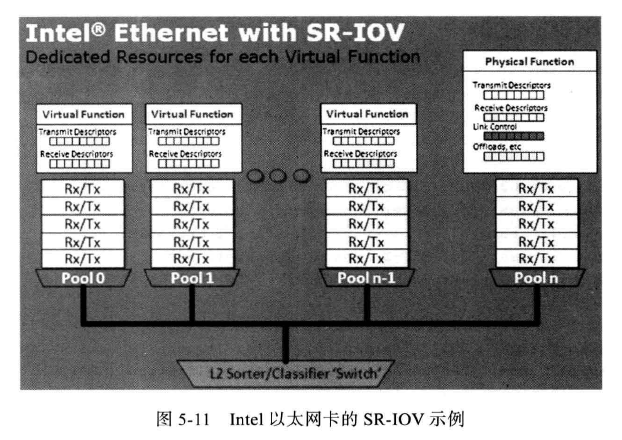 Intel® Ethernet with SR-IOV
Dedicated Resources for each Virtual Function
Physical Function
Transmit Descriptors
Receive Descriptors
Link Control
Offloads, etc
Virtual Function
Transmit Descriptors
Receive Descriptors
Virtual Function
Transmit Descriptors
Receive Descriptors
Virtual Function
Transmit Descriptors
Receive Descriptors
Rx/Tx
Rx/Tx
Rx/Tx
Rx/Tx
Rx/Tx
Pool 0
Rx/Tx
Rx/Tx
Rx/Tx
Rx/Tx
Rx/Tx
Pool 1
Rx/Tx
Rx/Tx
Rx/Tx
Rx/Tx
Rx/Tx
Pool n-1
Rx/Tx
Rx/Tx
Rx/Tx
Rx/Tx
Rx/Tx
Pool n
L2 Sorter/Classifier 'Switch'
图 5-11 Intel 以太网卡的 SR-IOV 示例